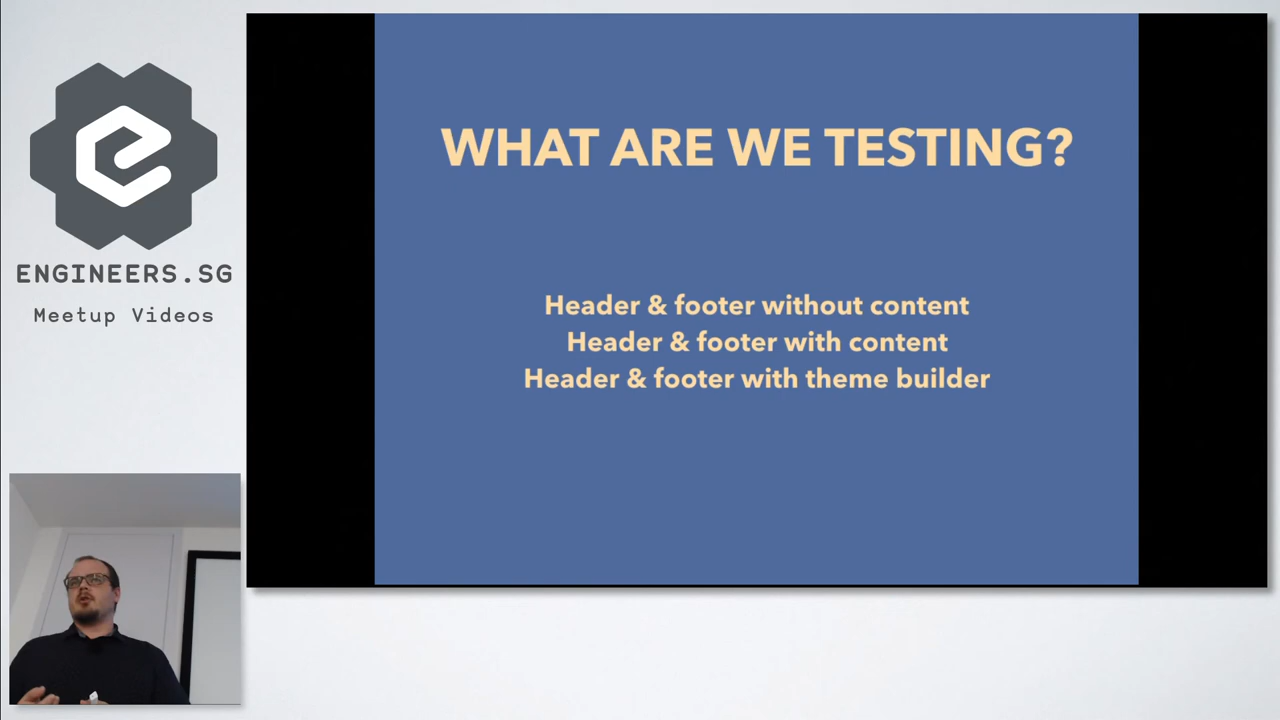 ENGINEERS.SG
Meetup Videos
WHAT ARE WE TESTING?
Header & footer without content
Header & footer with content
Header & footer with theme builder